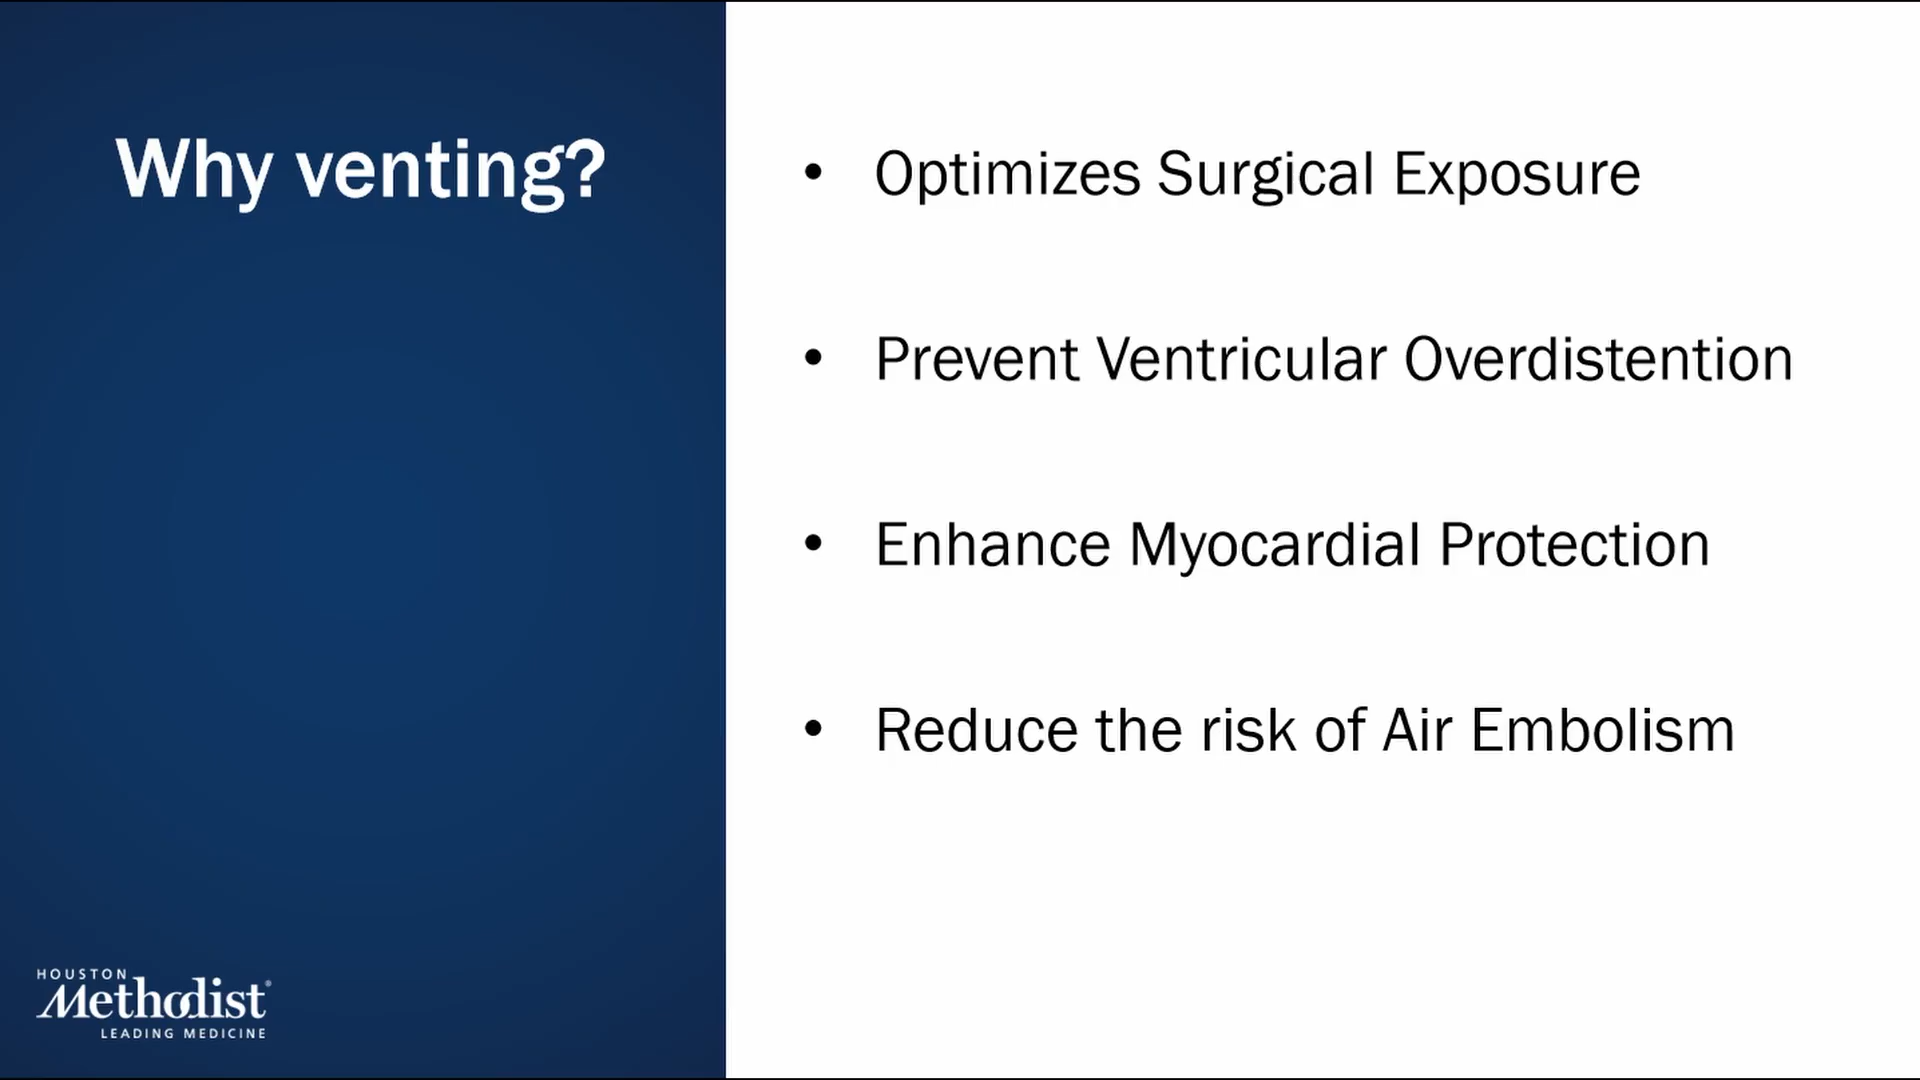 Why venting?
• Optimizes Surgical Exposure
• Prevent Ventricular Overdistention
• Enhance Myocardial Protection
• Reduce the risk of Air Embolism
HOUSTON
Methodist®
LEADING MEDICINE